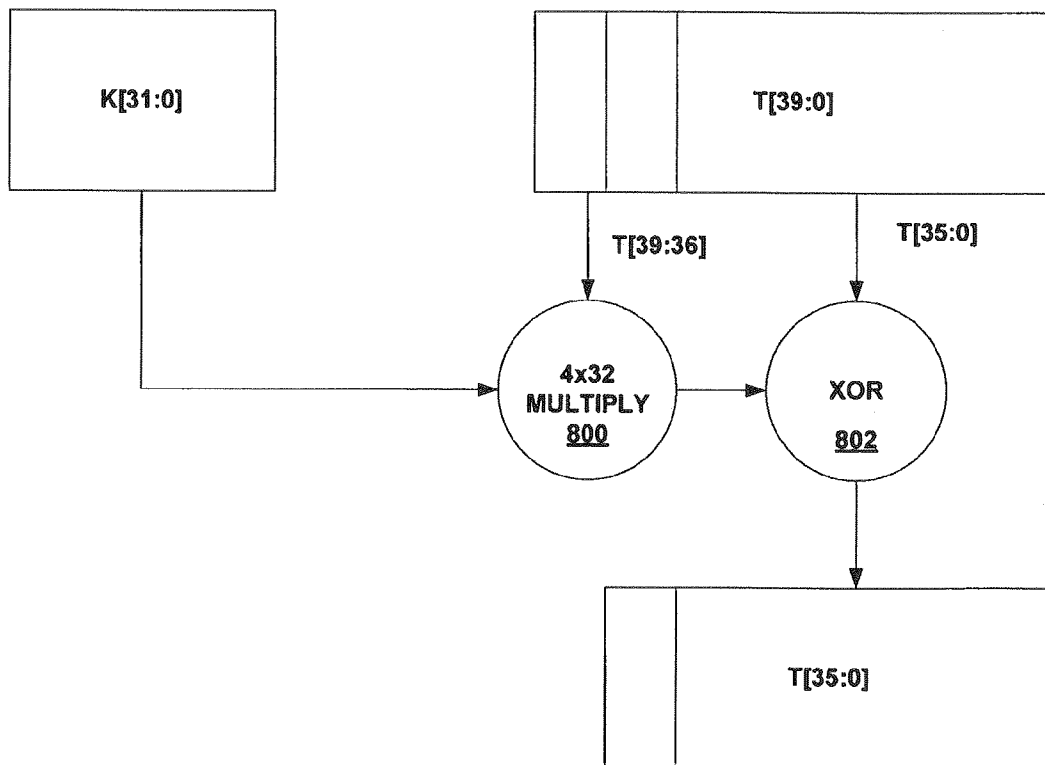 K[31:0]
T[39:0]
T[39:36]
T[35:0]
4x32
MULTIPLY
800
XOR
802
T[35:0]